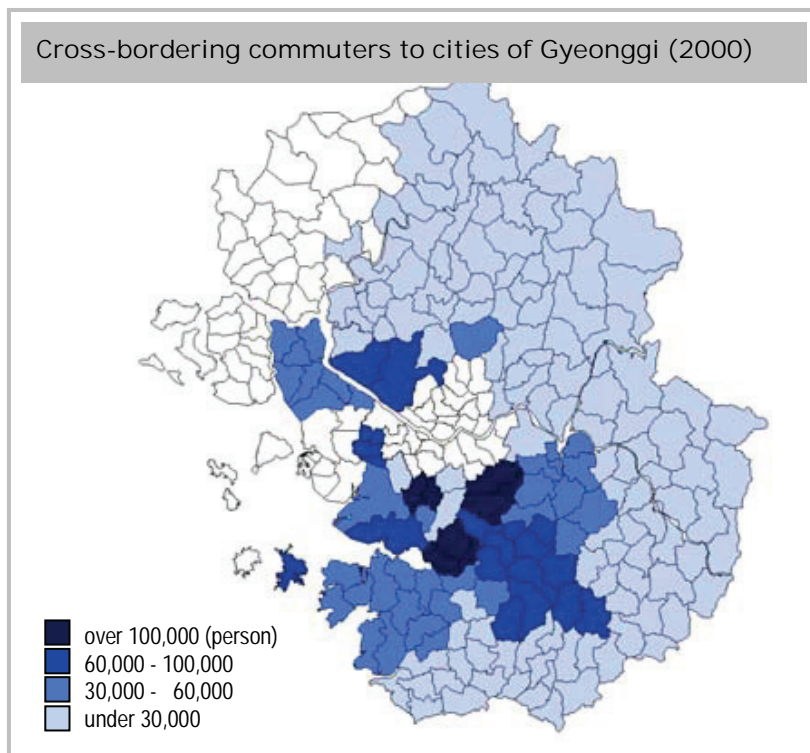 Cross-bordering commuters to cities of Gyeonggi (2000)
over 100,000 (person)
60,000 - 100,000
30,000 - 60,000
under 30,000